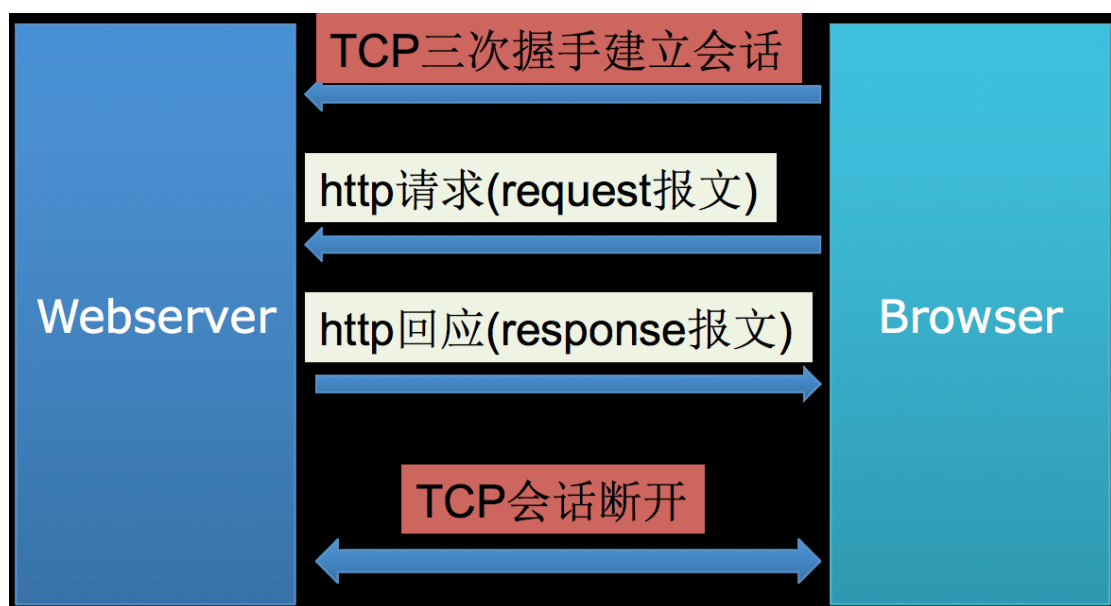 TCP三次握手建立会话
http请求(request报文)
Webserver
http回应(response报文)
Browser
TCP会话断开